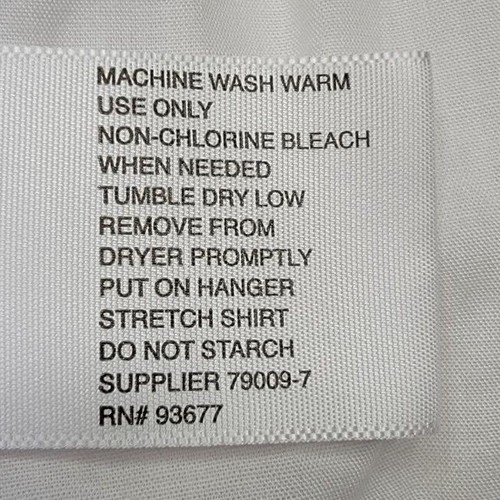 MACHINE WASH WARM
USE ONLY
NON-CHLORINE BLEACH
WHEN NEEDED
TUMBLE DRY LOW
REMOVE FROM
DRYER PROMPTLY
PUT ON HANGER
STRETCH SHIRT
DO NOT STARCH
SUPPLIER 79009-7
RN# 93677